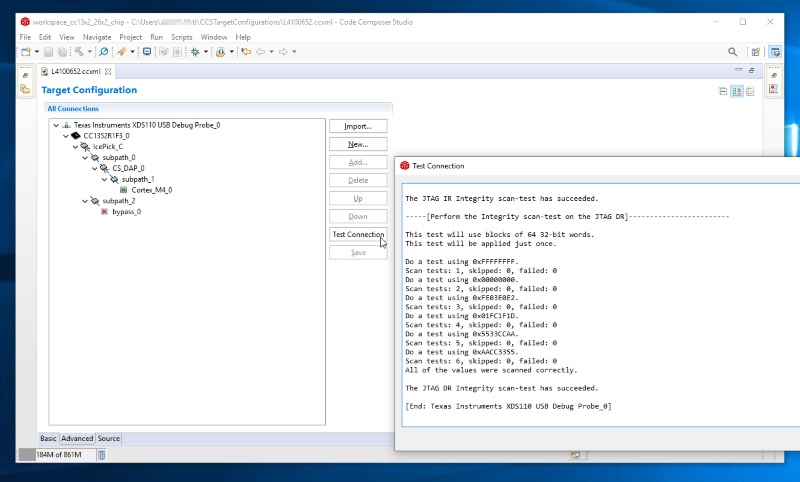 workspace_cc13x2_26x2_chip - C:\Users\ \ti\CCSTargetConfigurations\L4100652.ccxml - Code Composer Studio
File Edit View Navigate Project Run Scripts Window Help
L4100652.ccxml
Target Configuration
All Connections
Texas Instruments XDS110 USB Debug Probe_0
CC1352R1F3_0
IcePick_C
subpath_0
CS_DAP_0
subpath_1
Cortex_M4_0
subpath_2
bypass_0
Import...
New...
Add...
Delete
Up
Down
Test Connection
Save
Basic Advanced Source
184M of 861M
Test Connection
The JTAG IR Integrity scan-test has succeeded.
-----[Perform the Integrity scan-test on the JTAG DR]------------------------
This test will use blocks of 64 32-bit words.
This test will be applied just once.
Do a test using 0xFFFFFFFF.
Scan tests: 1, skipped: 0, failed: 0
Do a test using 0x00000000.
Scan tests: 2, skipped: 0, failed: 0
Do a test using 0xFE03E0E2.
Scan tests: 3, skipped: 0, failed: 0
Do a test using 0x01FC1F1D.
Scan tests: 4, skipped: 0, failed: 0
Do a test using 0x5533CCAA.
Scan tests: 5, skipped: 0, failed: 0
Do a test using 0xAACC3355.
Scan tests: 6, skipped: 0, failed: 0
All of the values were scanned correctly.
The JTAG DR Integrity scan-test has succeeded.
[End: Texas Instruments XDS110 USB Debug Probe_0]